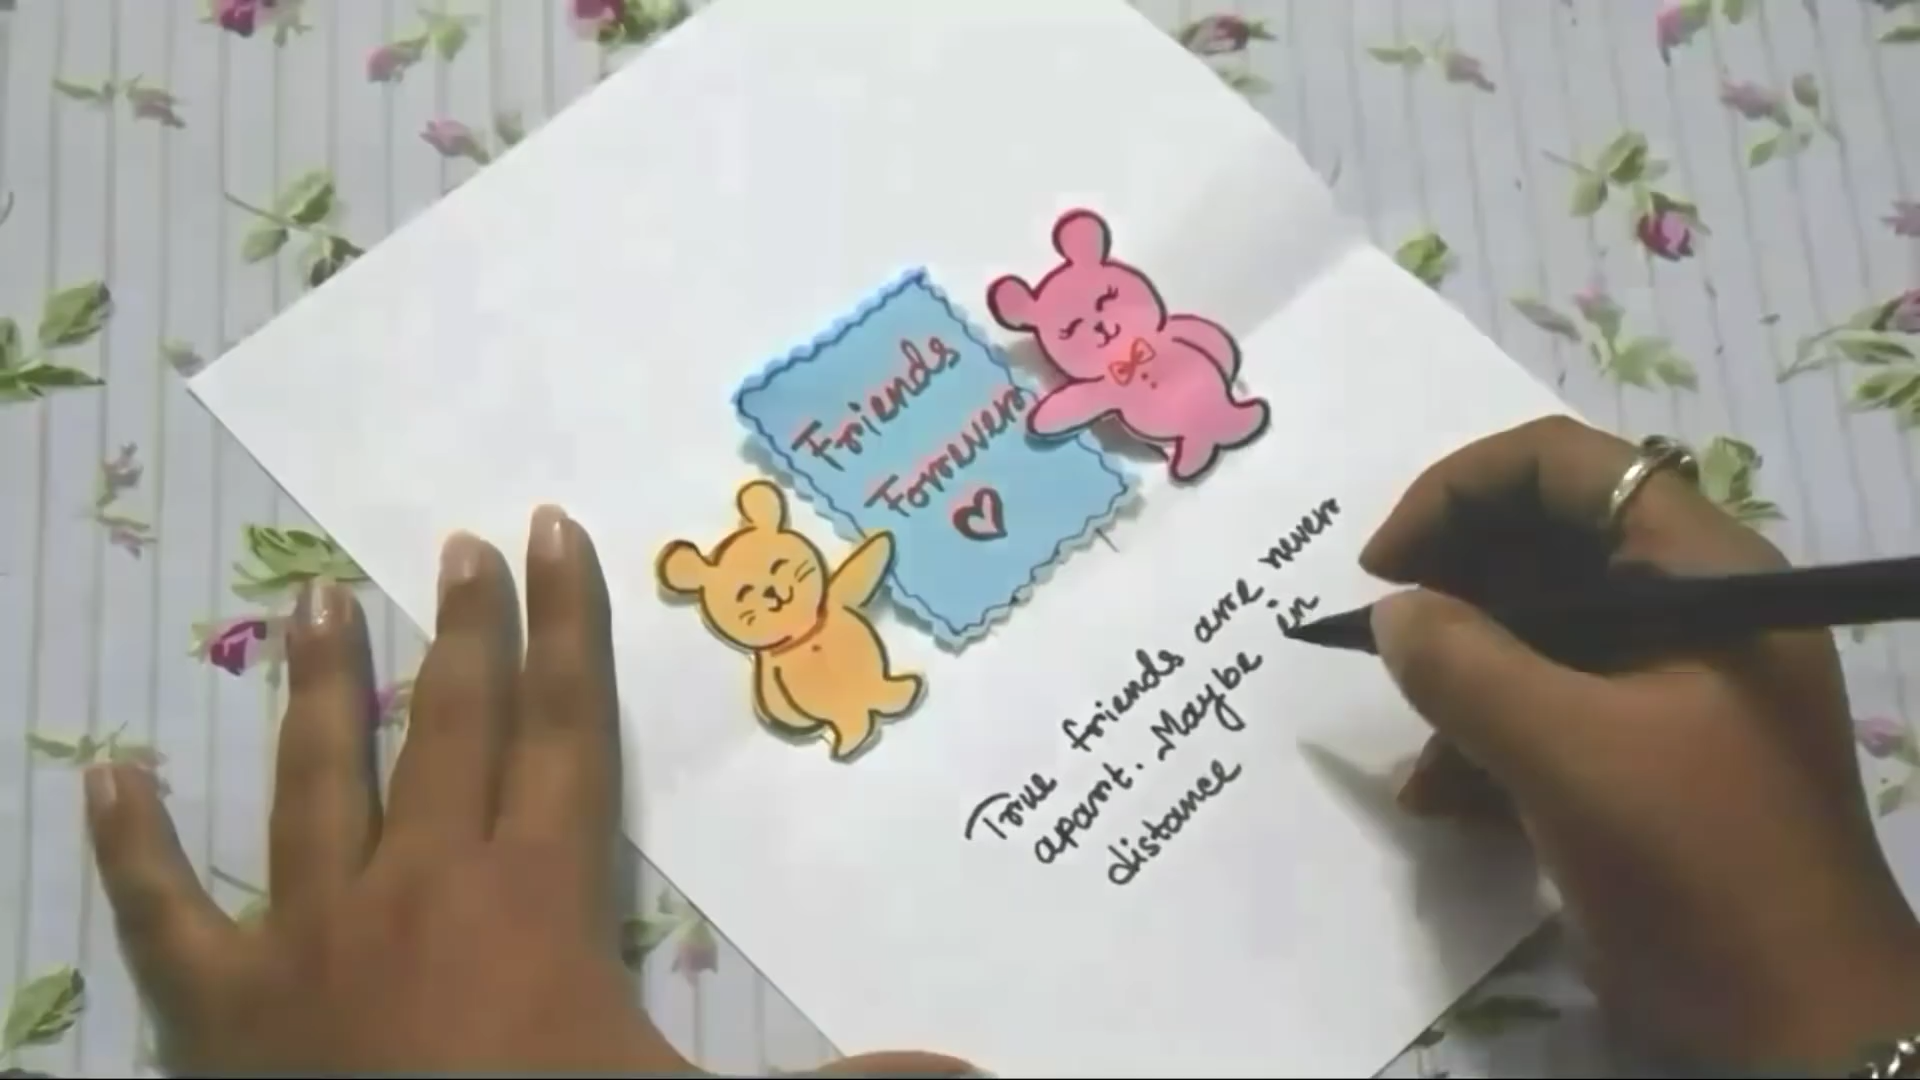 Friends
Forever
True friends are never
apart. Maybe in
distance